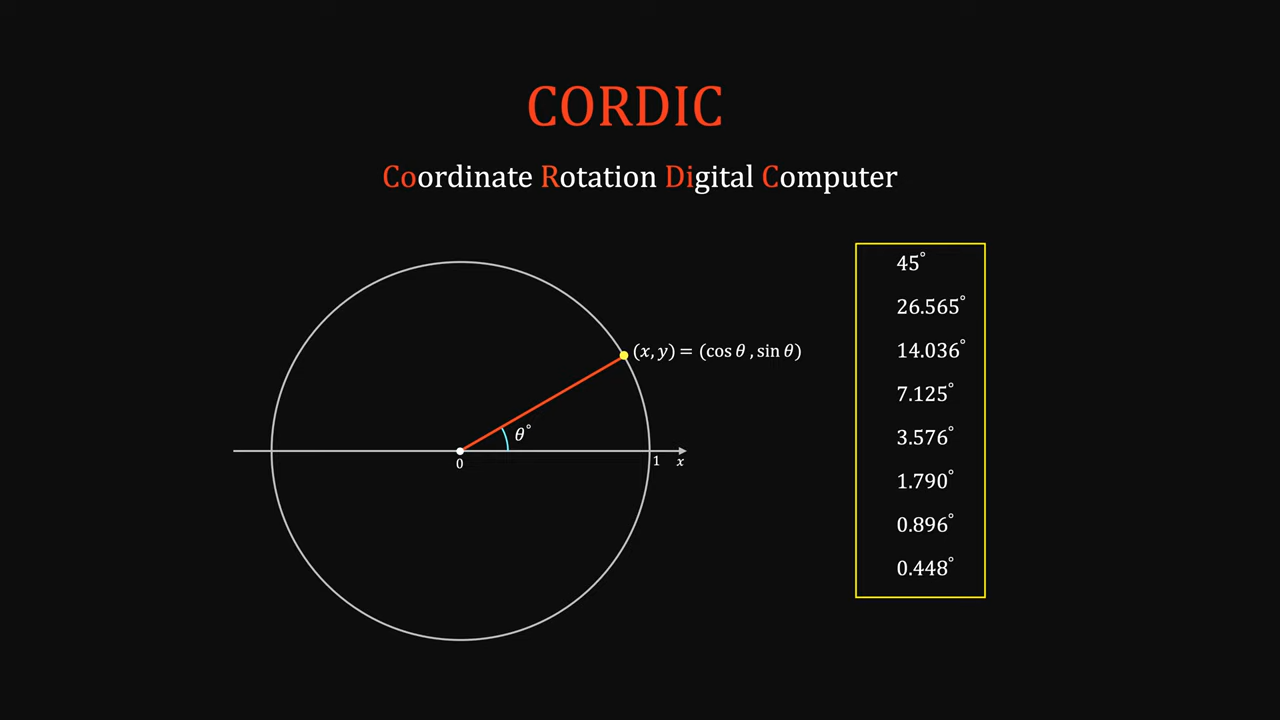 CORDIC
Coordinate Rotation Digital Computer
45°
26.565°
(x, y) = (cos θ , sin θ)
14.036°
7.125°
θ°
3.576°
0
1
x
1.790°
0.896°
0.448°